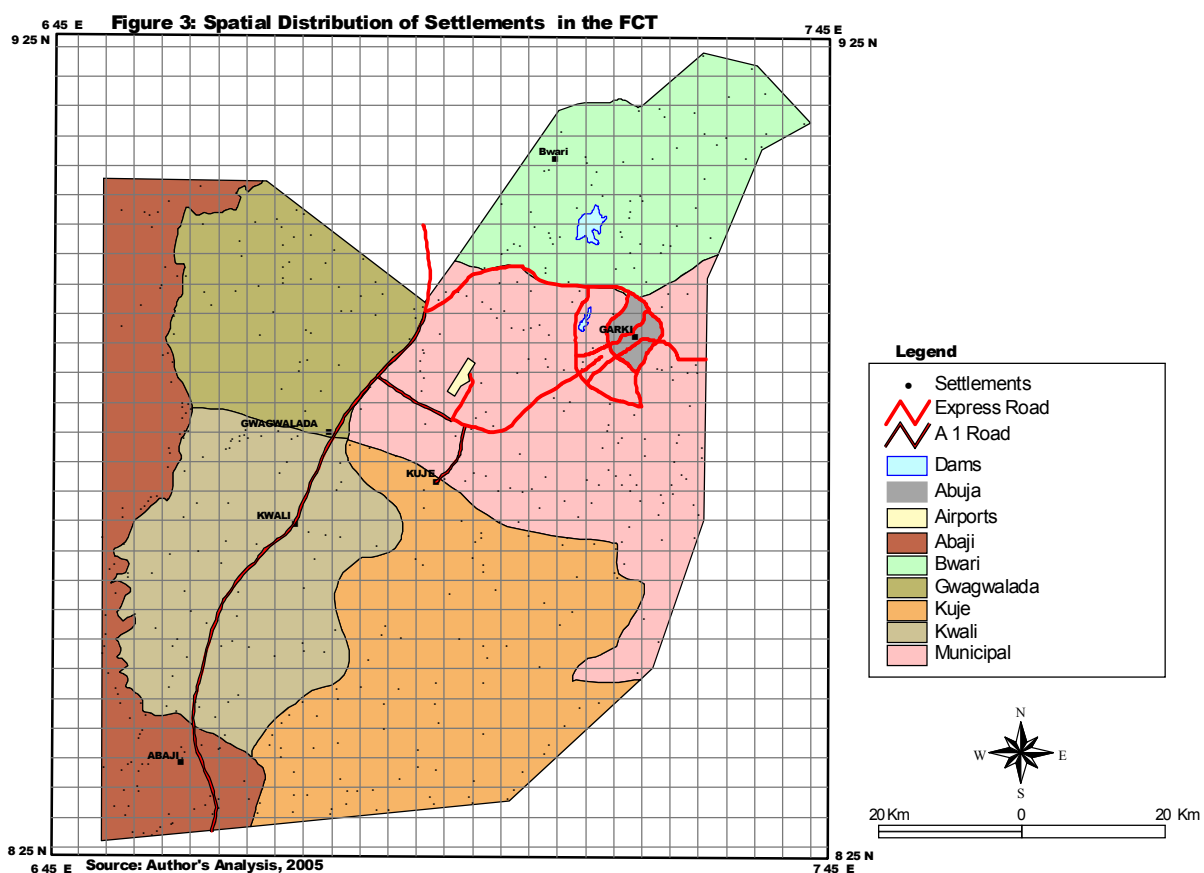 Figure 3: Spatial Distribution of Settlements in the FCT
6 45 E
7 45 E
9 25 N
9 25 N
Bwari
GARKI
GWAGWALADA
KUJE
KWALI
ABAJI
Legend
Settlements
Express Road
A 1 Road
Dams
Abuja
Airports
Abaji
Bwari
Gwagwalada
Kuje
Kwali
Municipal
N
W
E
S
20 Km
0
20 Km
8 25 N
8 25 N
6 45 E
7 45 E
Source: Author's Analysis, 2005